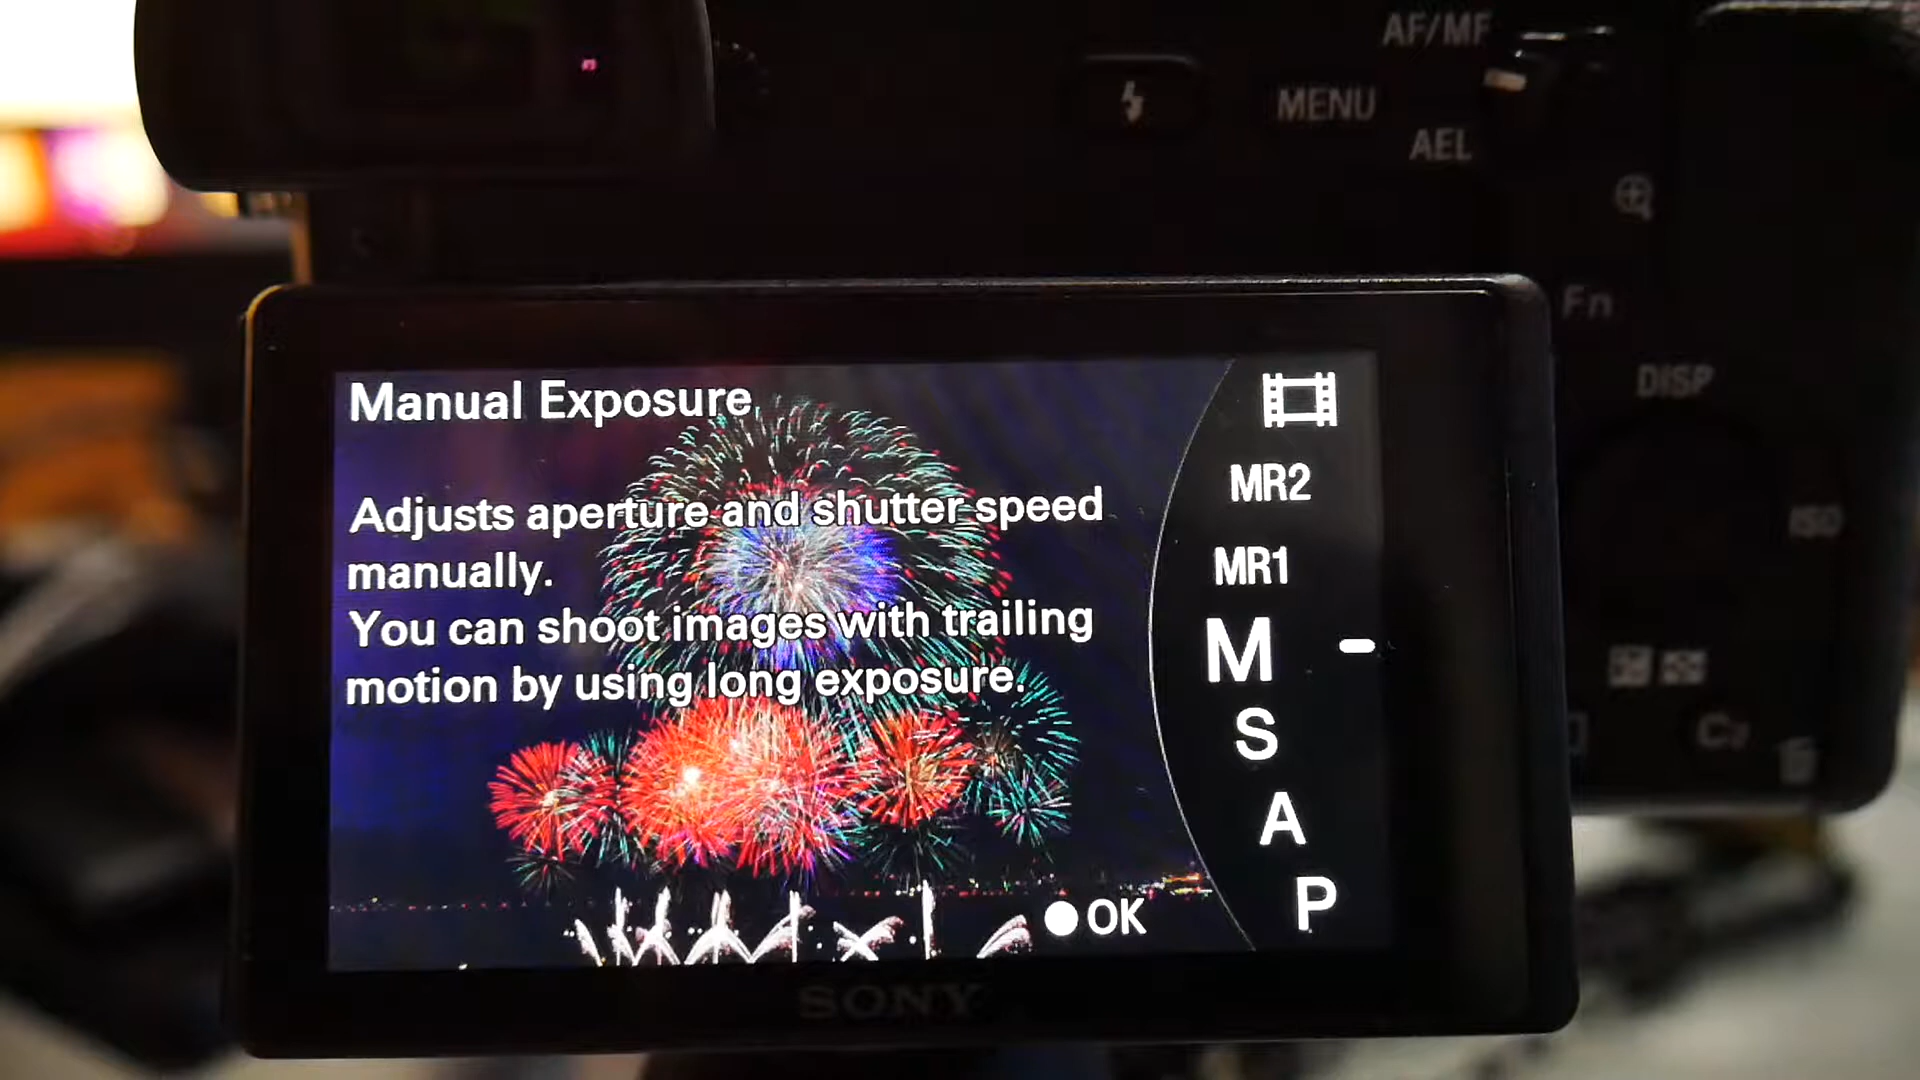 AF/MF
MENU
AEL
Fn
DISP
ISO
Manual Exposure
Adjusts aperture and shutter speed
manually.
You can shoot images with trailing
motion by using long exposure.
OK
MR2
MR1
M
S
A
P
SONY